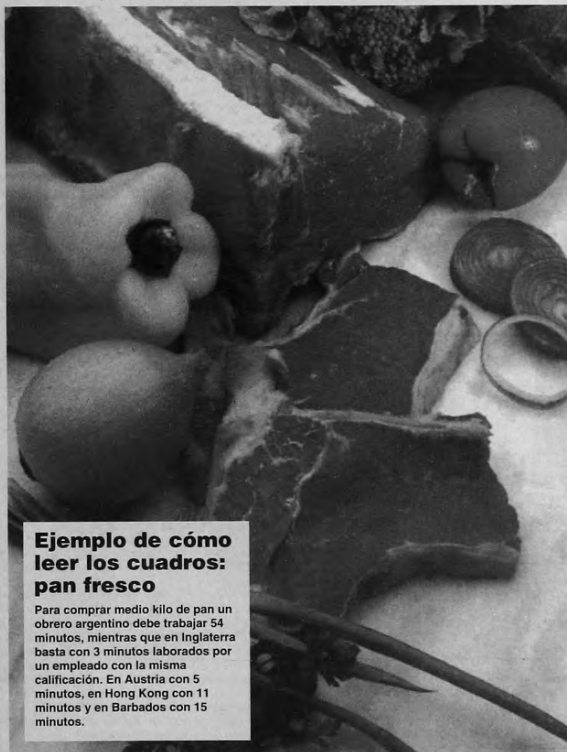 Ejemplo de cómo
leer los cuadros:
pan fresco
Para comprar medio kilo de pan un
obrero argentino debe trabajar 54
minutos, mientras que en Inglaterra
basta con 3 minutos laborados por
un empleado con la misma
calificación. En Austria con 5
minutos, en Hong Kong con 11
minutos y en Barbados con 15
minutos.